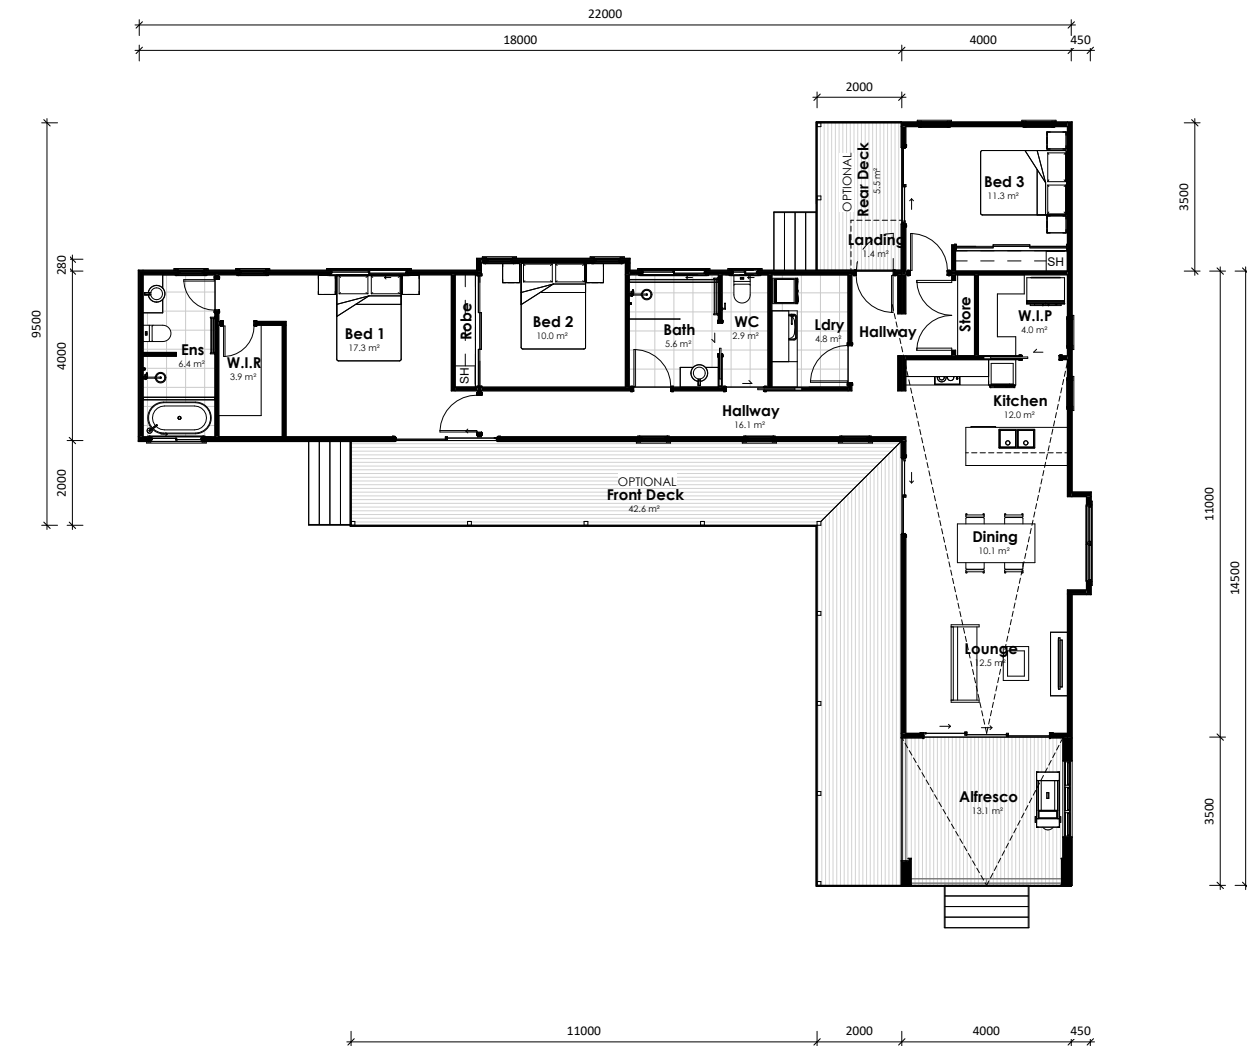 22000
18000
4000
450
2000
OPTIONAL
Rear Deck
5.5 m²
Bed 3
11.3 m²
3500
Landing
1.4 m²
SH
280
9500
4000
2000
Ens
6.4 m²
W.I.R
3.9 m²
Bed 1
17.3 m²
Robe
SH
Bed 2
10.0 m²
Bath
5.6 m²
WC
2.9 m²
Ldry
4.8 m²
Hallway
Store
W.I.P
4.0 m²
Kitchen
12.0 m²
Hallway
16.1 m²
OPTIONAL
Front Deck
42.6 m²
Dining
10.1 m²
11000
14500
Lounge
12.5 m²
Alfresco
13.1 m²
3500
11000
2000
4000
450